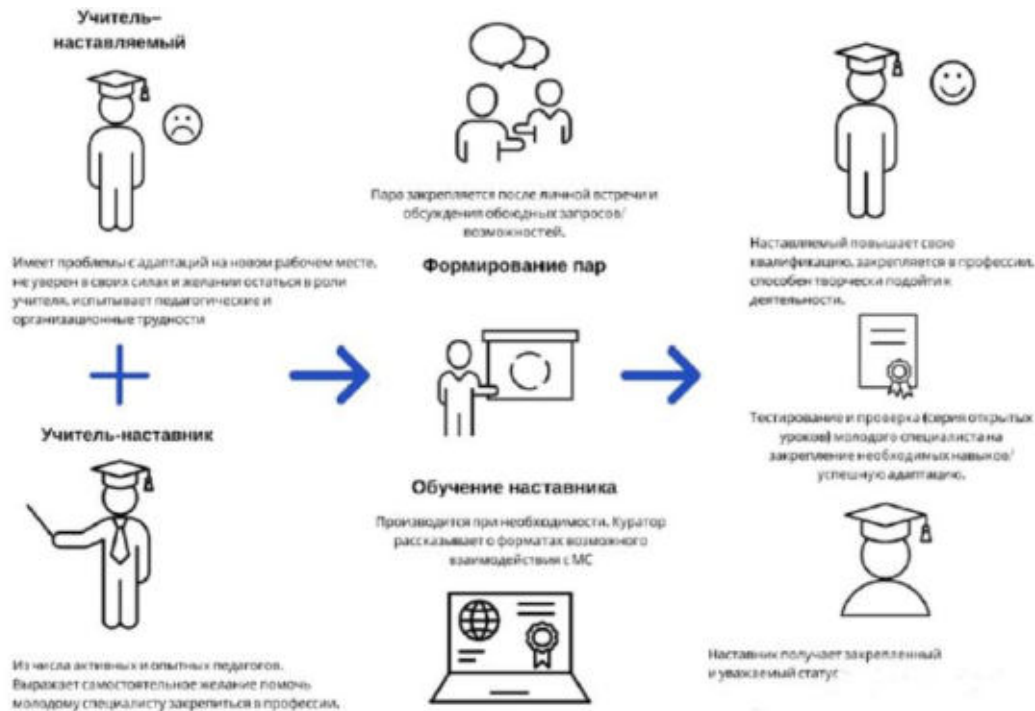 Учитель–
наставляемый
Имеет проблемы с адаптаций на новом рабочем месте,
не уверен в своих силах и желании остаться в роли
учителя, испытывает педагогические и
организационные трудности
Учитель-наставник
Из числа активных и опытных педагогов.
Выражает самостоятельное желание помочь
молодому специалисту закрепиться в профессии,
Пара закрепляется после личной встречи и
обсуждения обоюдных запросов/
возможностей.
Формирование пар
Обучение наставника
Производится при необходимости. Куратор
рассказывает о форматах возможного
взаимодействия с МС
Наставляемый повышает свою
квалификацию, закрепляется в профессии,
способен творчески подойти к
деятельности.
Тестирование и проверка (серия открытых
уроков) молодого специалиста на
закрепление необходимых навыков/
успешную адаптацию.
Наставник получает закрепленный
и уважаемый статус